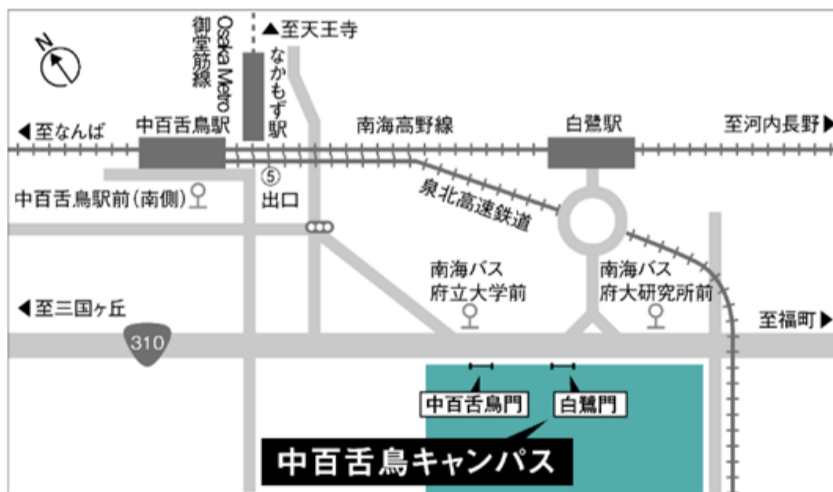 N
▲至天王寺
Osaka Metro
御堂筋線
なかもず駅
◀至なんば
中百舌鳥駅
南海高野線
白鷺駅
至河内長野▶
中百舌鳥駅前(南側)
⑤
出口
泉北高速鉄道
南海バス
府立大学前
南海バス
府大研究所前
◀至三国ヶ丘
至福町▶
310
中百舌鳥門
白鷺門
中百舌鳥キャンパス